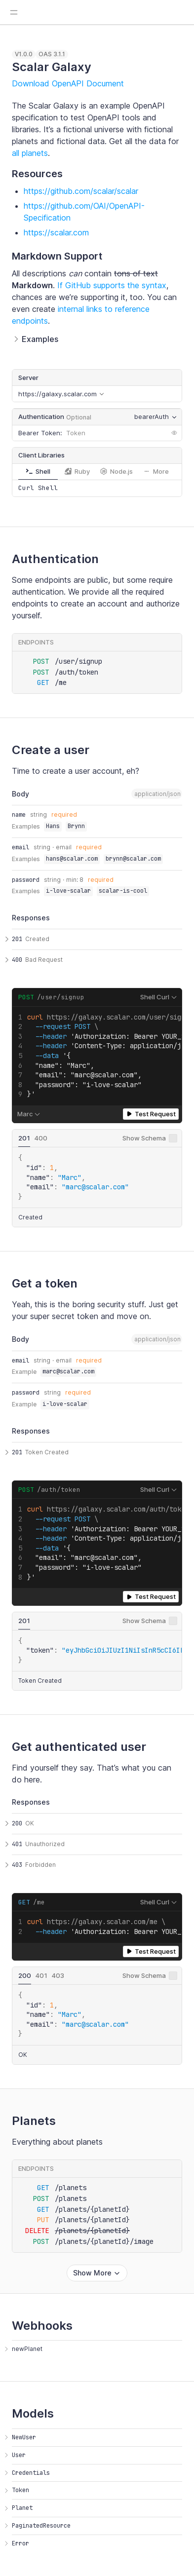 V1.0.0 OAS 3.1.1
Scalar Galaxy
Download OpenAPI Document
The Scalar Galaxy is an example OpenAPI
specification to test OpenAPI tools and
libraries. It's a fictional universe with fictional
planets and fictional data. Get all the data for
all planets.
Resources
https://github.com/scalar/scalar
https://github.com/OAI/OpenAPI-
Specification
https://scalar.com
Markdown Support
All descriptions can contain tons of text
Markdown. If GitHub supports the syntax,
chances are we're supporting it, too. You can
even create internal links to reference
endpoints.
Examples
Server
https://galaxy.scalar.com
Authentication Optional bearerAuth
Bearer Token: Token
Client Libraries
Shell Ruby Node.js More
Curl Shell
Authentication
Some endpoints are public, but some require
authentication. We provide all the required
endpoints to create an account and authorize
yourself.
ENDPOINTS
POST /user/signup
POST /auth/token
GET /me
Create a user
Time to create a user account, eh?
Body application/json
name string required
Examples Hans Brynn
email string · email required
Examples hans@scalar.com brynn@scalar.com
password string · min: 8 required
Examples i-love-scalar scalar-is-cool
Responses
201 Created
400 Bad Request
POST /user/signup Shell Curl
1 curl https://galaxy.scalar.com/user/sig
2 --request POST \
3 --header 'Authorization: Bearer YOUR_
4 --header 'Content-Type: application/j
5 --data '{
6 "name": "Marc",
7 "email": "marc@scalar.com",
8 "password": "i-love-scalar"
9 }'
Marc Test Request
201 400 Show Schema
{
"id": 1,
"name": "Marc",
"email": "marc@scalar.com"
}
Created
Get a token
Yeah, this is the boring security stuff. Just get
your super secret token and move on.
Body application/json
email string · email required
Example marc@scalar.com
password string required
Example i-love-scalar
Responses
201 Token Created
POST /auth/token Shell Curl
1 curl https://galaxy.scalar.com/auth/tok
2 --request POST \
3 --header 'Authorization: Bearer YOUR_
4 --header 'Content-Type: application/j
5 --data '{
6 "email": "marc@scalar.com",
7 "password": "i-love-scalar"
8 }'
Test Request
201 Show Schema
{
"token": "eyJhbGciOiJIUzI1NiIsInR5cCI6Ik
}
Token Created
Get authenticated user
Find yourself they say. That's what you can
do here.
Responses
200 OK
401 Unauthorized
403 Forbidden
GET /me Shell Curl
1 curl https://galaxy.scalar.com/me \
2 --header 'Authorization: Bearer YOUR_
Test Request
200 401 403 Show Schema
{
"id": 1,
"name": "Marc",
"email": "marc@scalar.com"
}
OK
Planets
Everything about planets
ENDPOINTS
GET /planets
POST /planets
GET /planets/{planetId}
PUT /planets/{planetId}
DELETE /planets/{planetId}
POST /planets/{planetId}/image
Show More
Webhooks
newPlanet
Models
NewUser
User
Credentials
Token
Planet
PaginatedResource
Error